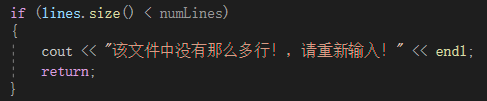 if (lines.size() < numLines)
{
    cout << "该文件中没有那么多行！，请重新输入！" << endl;
    return;
}